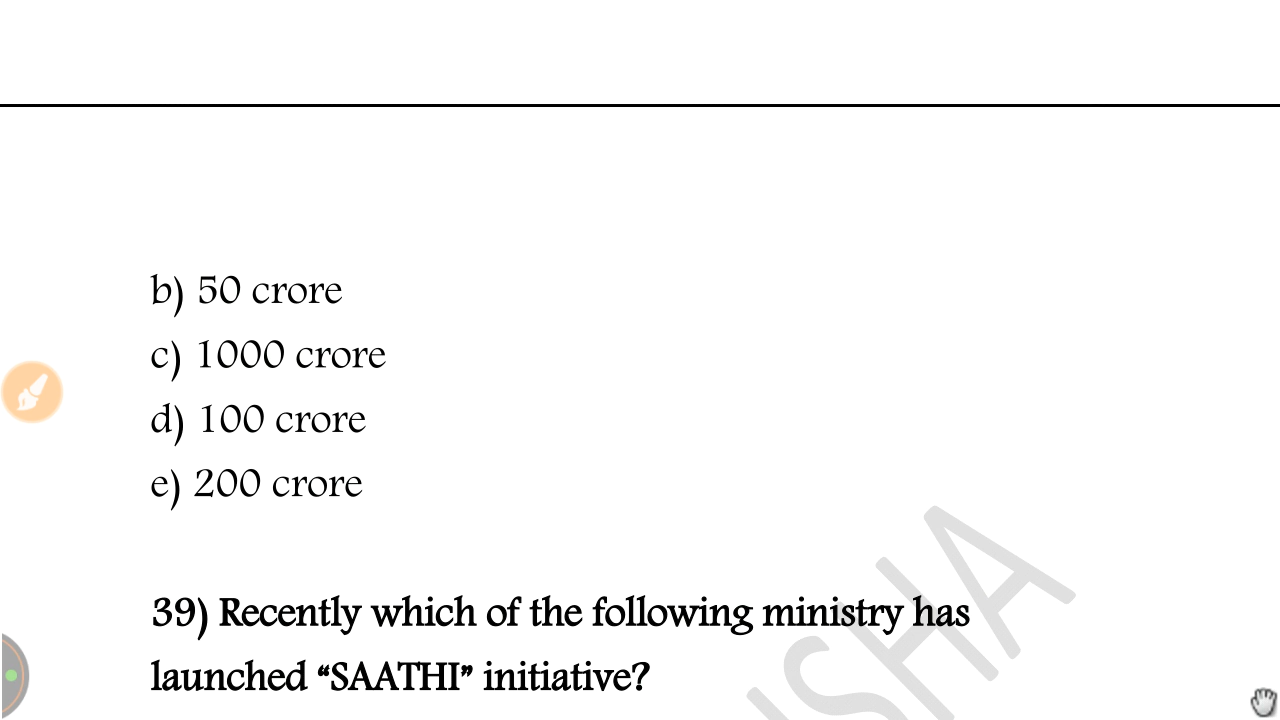 b) 50 crore
c) 1000 crore
d) 100 crore
e) 200 crore
39) Recently which of the following ministry has
launched “SAATHI” initiative?